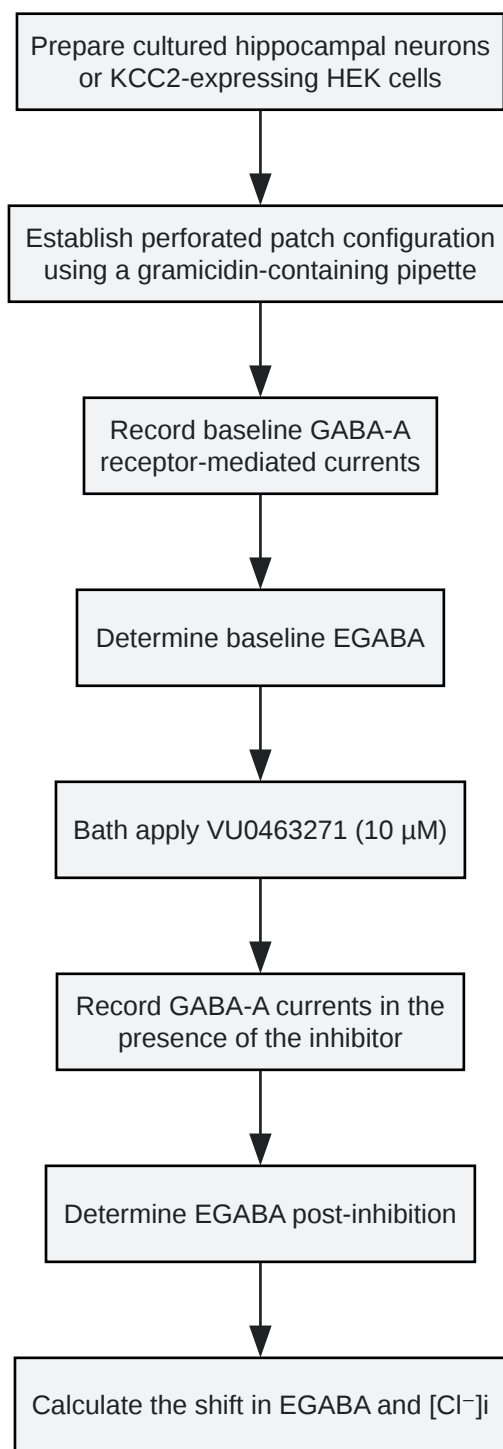 Prepare cultured hippocampal neurons
or KCC2-expressing HEK cells
Establish perforated patch configuration
using a gramicidin-containing pipette
Record baseline GABA-A
receptor-mediated currents
Determine baseline EGABA
Bath apply VU0463271 (10 µM)
Record GABA-A currents in the
presence of the inhibitor
Determine EGABA post-inhibition
Calculate the shift in EGABA and [Cl⁻]i